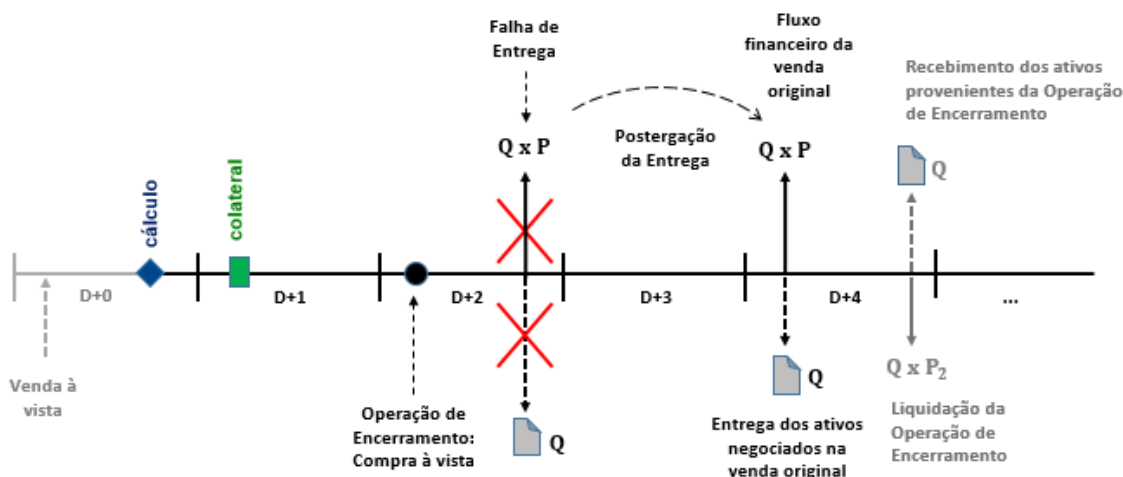 Falha de
Entrega
Fluxo
financeiro da
venda
original
Recebimento dos ativos
provenientes da Operação
de Encerramento
Q x P
Postergação
da Entrega
Q x P
Q
cálculo
colateral
D+0
D+1
D+2
D+3
D+4
...
Venda à
vista
Operação de
Encerramento:
Compra à vista
Q
Q
Entrega dos ativos
negociados na
venda original
Q x P₂
Liquidação da
Operação de
Encerramento